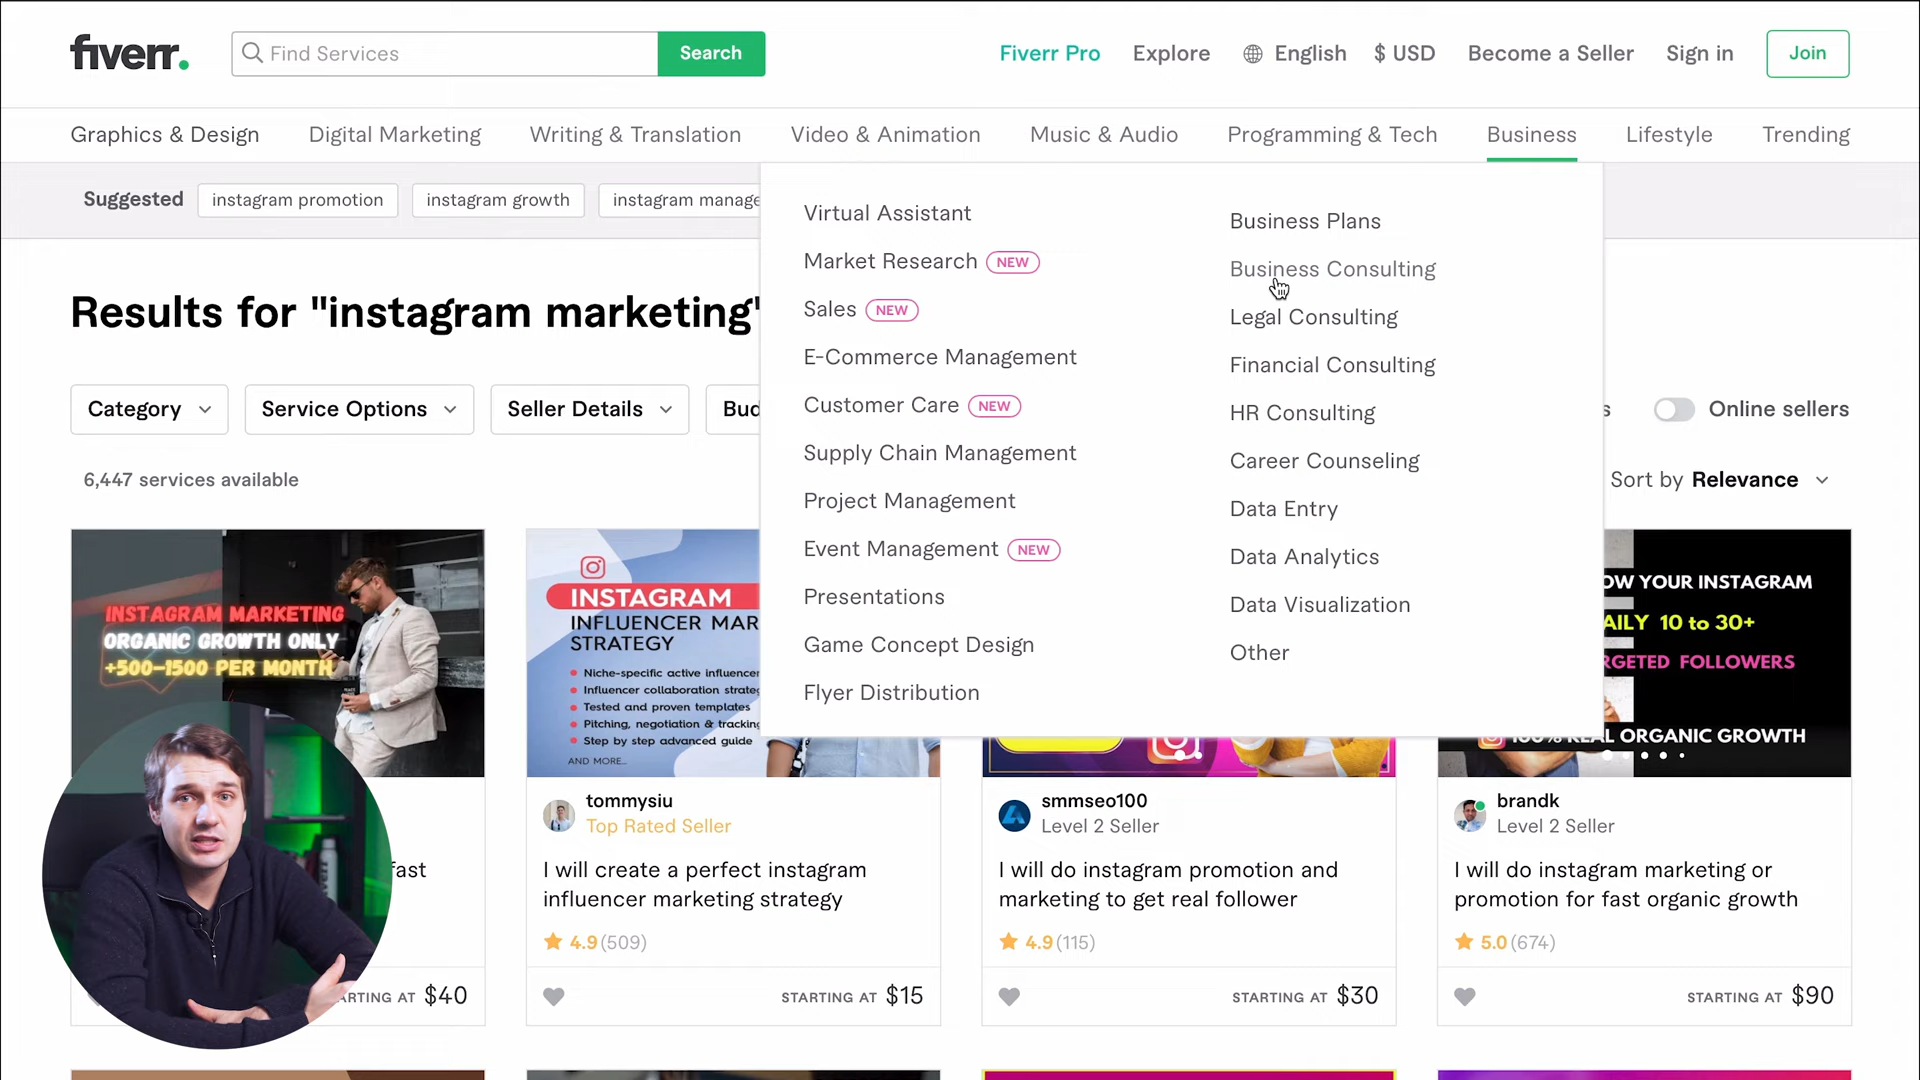 fiverr.
Find Services
Search
Fiverr Pro
Explore
English
$ USD
Become a Seller
Sign in
Join
Graphics & Design
Digital Marketing
Writing & Translation
Video & Animation
Music & Audio
Programming & Tech
Business
Lifestyle
Trending
Suggested
instagram promotion
instagram growth
instagram manage
Virtual Assistant
Market Research NEW
Sales NEW
E-Commerce Management
Customer Care NEW
Supply Chain Management
Project Management
Event Management NEW
Presentations
Game Concept Design
Flyer Distribution
Business Plans
Business Consulting
Legal Consulting
Financial Consulting
HR Consulting
Career Counseling
Data Entry
Data Analytics
Data Visualization
Other
Results for "instagram marketing"
Category
Service Options
Seller Details
Bud
s
Online sellers
6,447 services available
Sort by Relevance
INSTAGRAM MARKETING
ORGANIC GROWTH ONLY
+500-1500 PER MONTH
fast
ARTING AT $40
INSTAGRAM
INFLUENCER MAR
STRATEGY
Niche-specific active influencer
Influencer collaboration strate
Tested and proven templates
Pitching, negotiation & tracking
Step by step advanced guide
AND MORE...
tommysiu
Top Rated Seller
I will create a perfect instagram
influencer marketing strategy
4.9 (509)
STARTING AT $15
smmseo100
Level 2 Seller
I will do instagram promotion and
marketing to get real follower
4.9 (115)
STARTING AT $30
OW YOUR INSTAGRAM
AILY 10 to 30+
RGETED FOLLOWERS
100% REAL ORGANIC GROWTH
brandk
Level 2 Seller
I will do instagram marketing or
promotion for fast organic growth
5.0 (674)
STARTING AT $90